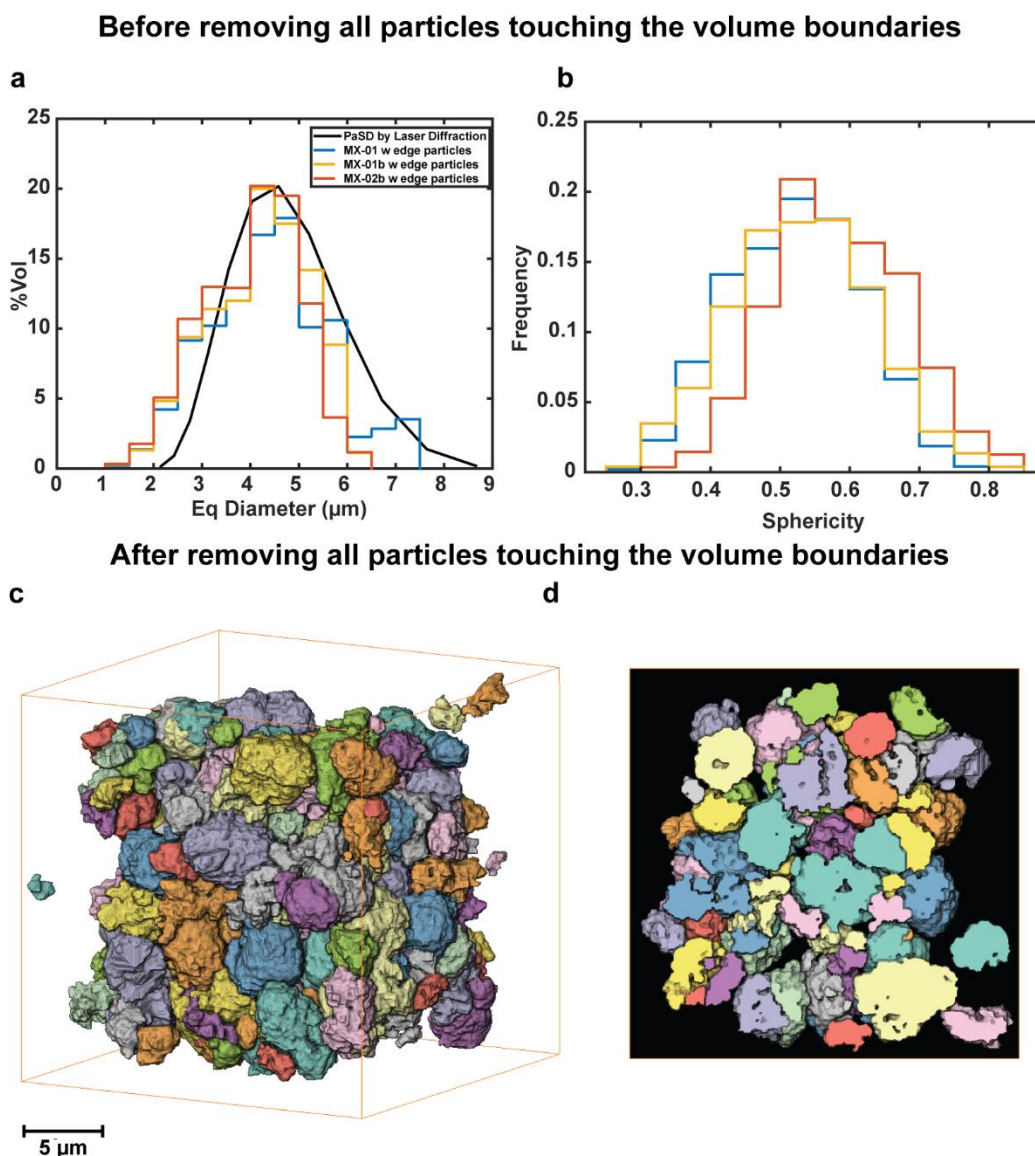 Before removing all particles touching the volume boundaries
a
b
25
20
15
10
5
0
%Vol
PaSD by Laser Diffraction
MX-01 w edge particles
MX-01b w edge particles
MX-02b w edge particles
0 1 2 3 4 5 6 7 8 9
Eq Diameter (µm)
0.25
0.2
0.15
0.1
0.05
0
Frequency
0.3 0.4 0.5 0.6 0.7 0.8
Sphericity
After removing all particles touching the volume boundaries
c
d
5 µm